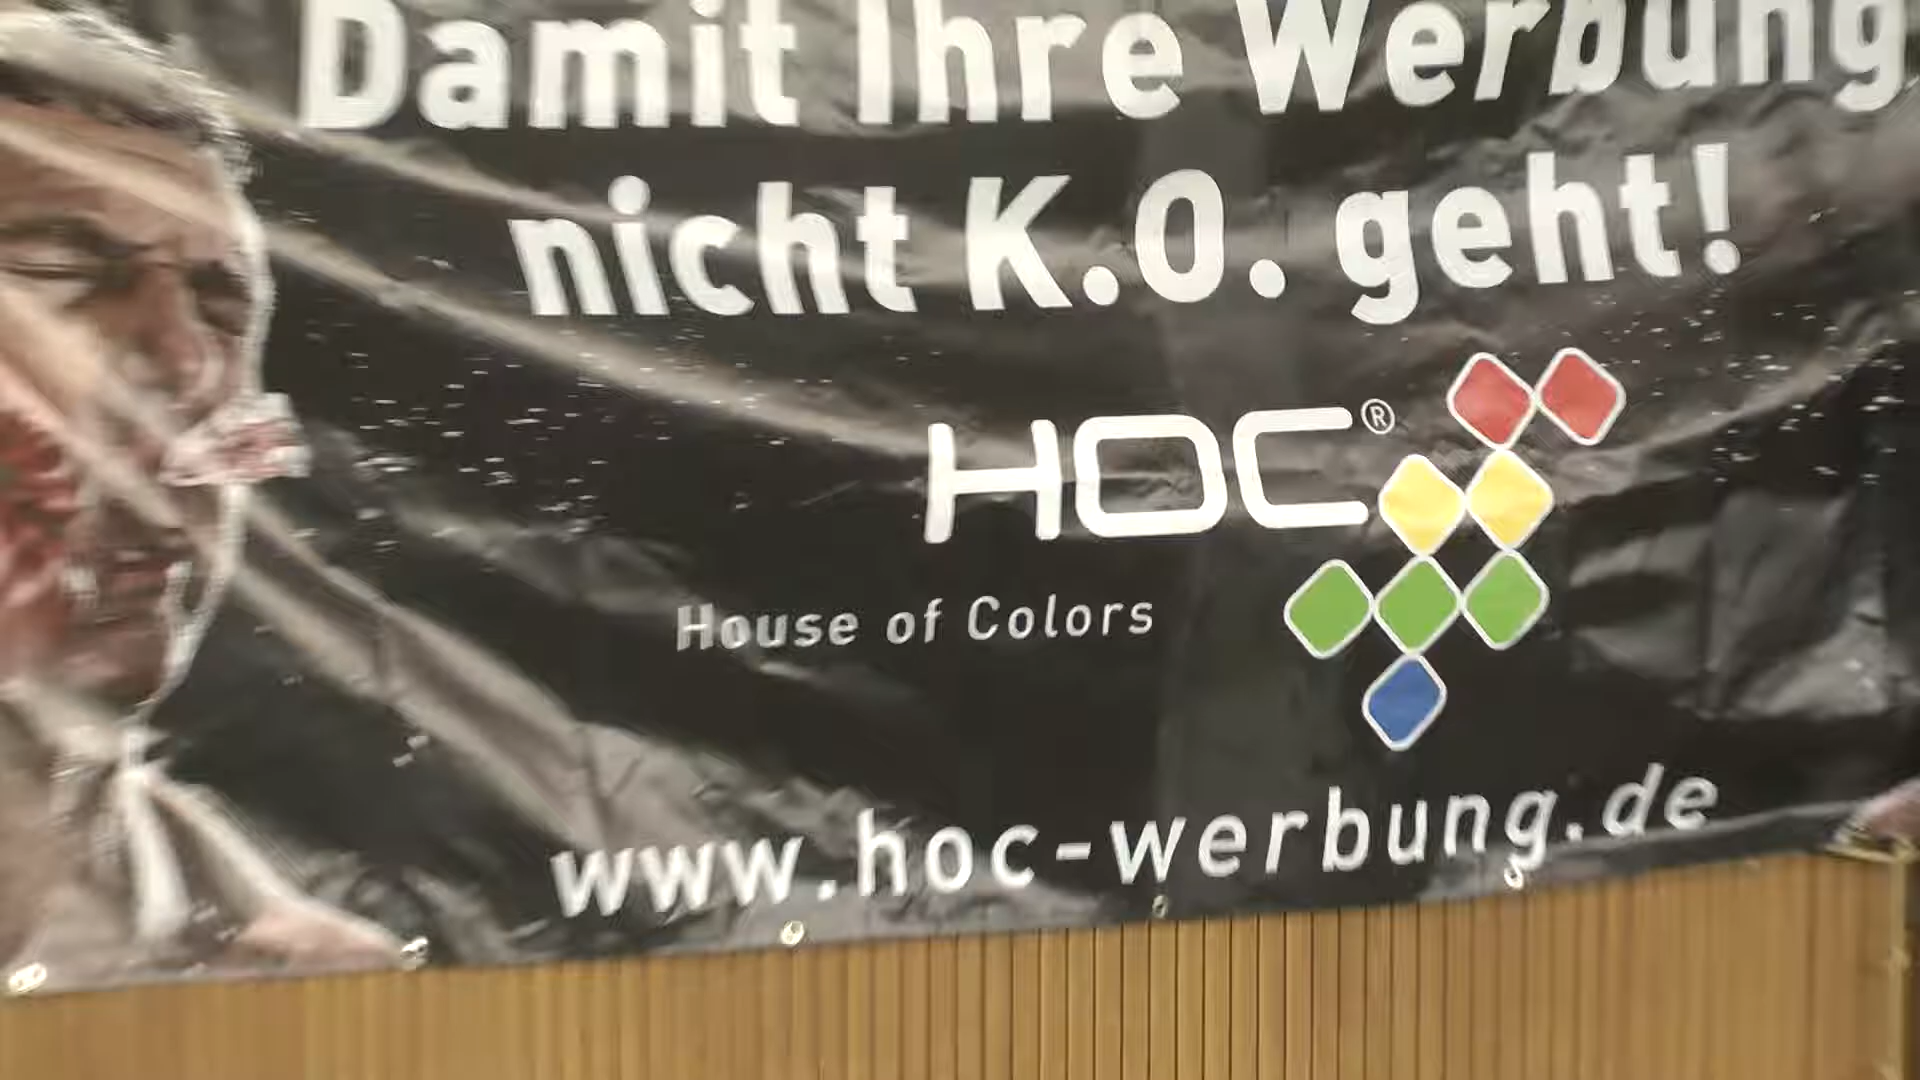 Damit Ihre Werbung
nicht K.O. geht!
HOC®
House of Colors
www.hoc-werbung.de